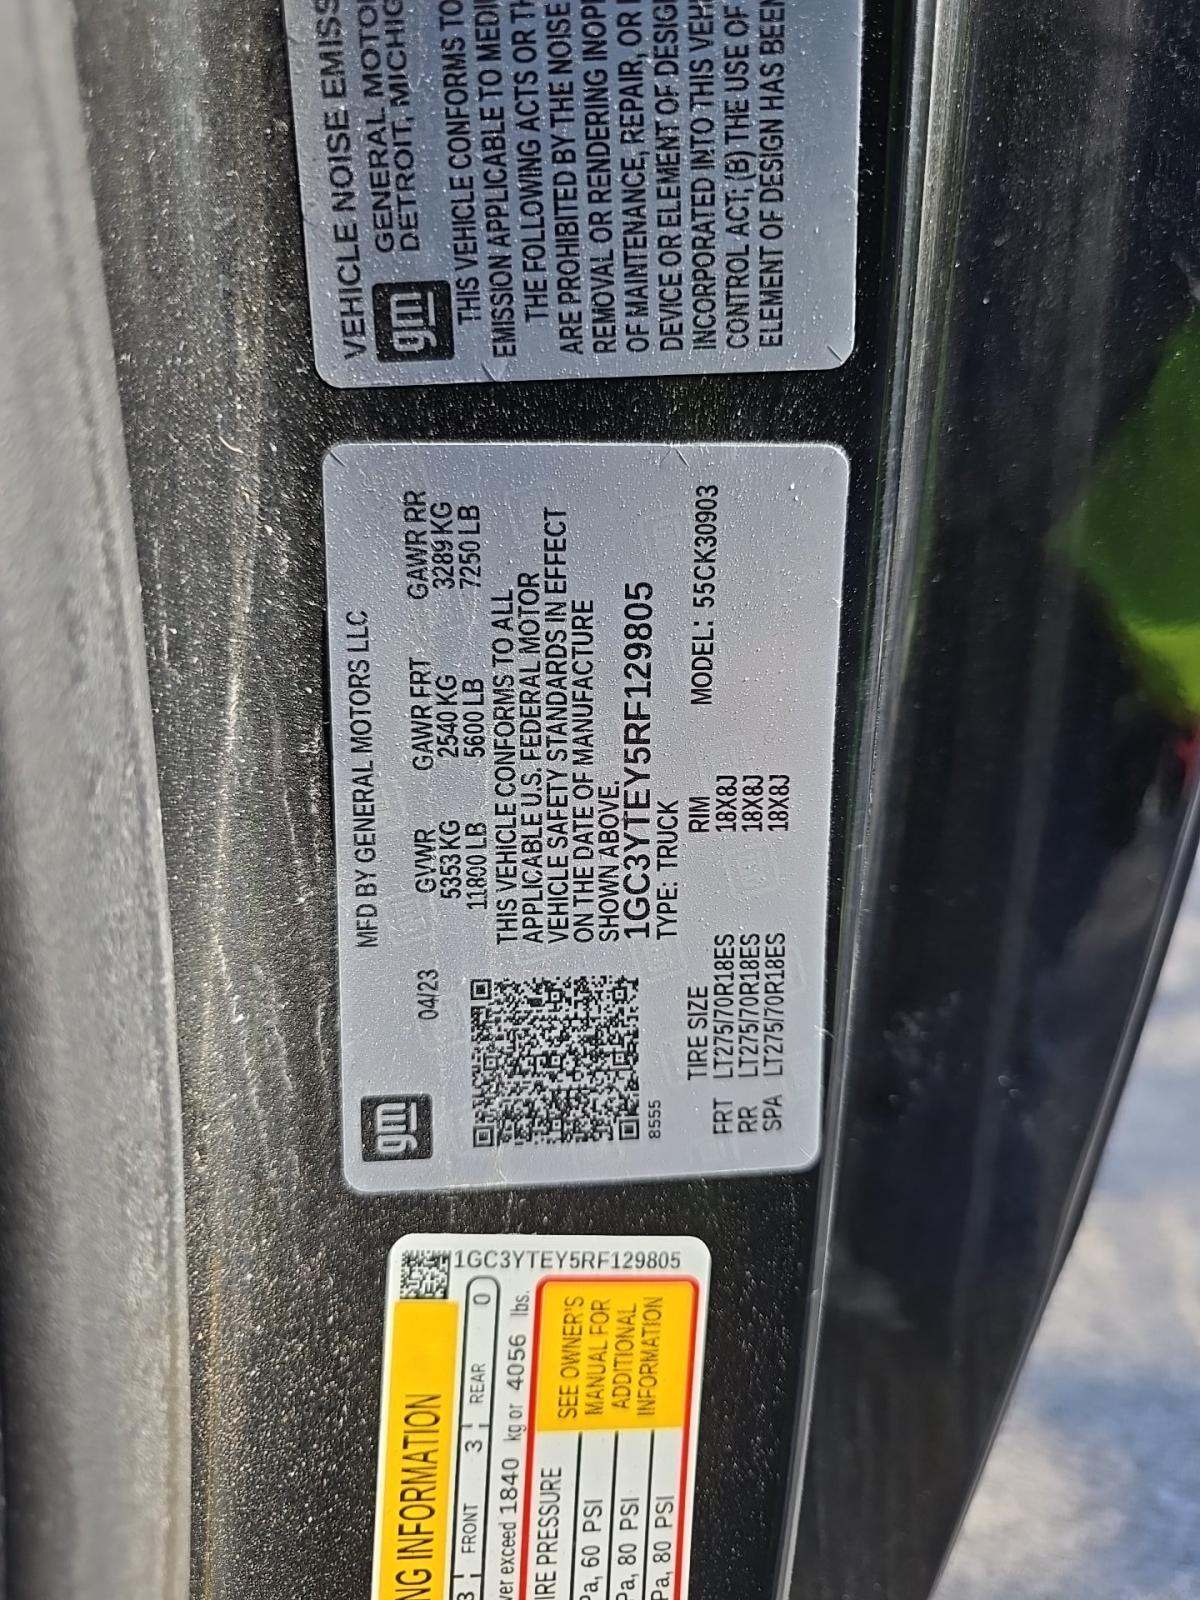 VEHICLE NOISE EMISS
gm
GENERAL MOTO
DETROIT, MICHIG
THIS VEHICLE CONFORMS TO
EMISSION APPLICABLE TO MEDI
THE FOLLOWING ACTS OR TH
ARE PROHIBITED BY THE NOISE
REMOVAL OR RENDERING INOP
OF MAINTENANCE, REPAIR, OR
DEVICE OR ELEMENT OF DESIG
INCORPORATED INTO THIS VEH
CONTROL ACT; (B) THE USE OF
ELEMENT OF DESIGN HAS BEEN
gm
MFD BY GENERAL MOTORS LLC
04/23 GVWR GAWR FRT GAWR RR
5353 KG 2540 KG 3289 KG
11800 LB 5600 LB 7250 LB
THIS VEHICLE CONFORMS TO ALL
APPLICABLE U.S. FEDERAL MOTOR
VEHICLE SAFETY STANDARDS IN EFFECT
ON THE DATE OF MANUFACTURE
SHOWN ABOVE.
1GC3YTEY5RF129805
8555 TYPE: TRUCK
TIRE SIZE RIM MODEL: 55CK30903
FRT LT275/70R18ES 18X8J
RR LT275/70R18ES 18X8J
SPA LT275/70R18ES 18X8J
NG INFORMATION
1GC3YTEY5RF129805
FRONT 3 REAR 0
ver exceed 1840 kg or 4056 lbs.
IRE PRESSURE
Pa, 60 PSI
Pa, 80 PSI
Pa, 80 PSI
SEE OWNER'S
MANUAL FOR
ADDITIONAL
INFORMATION